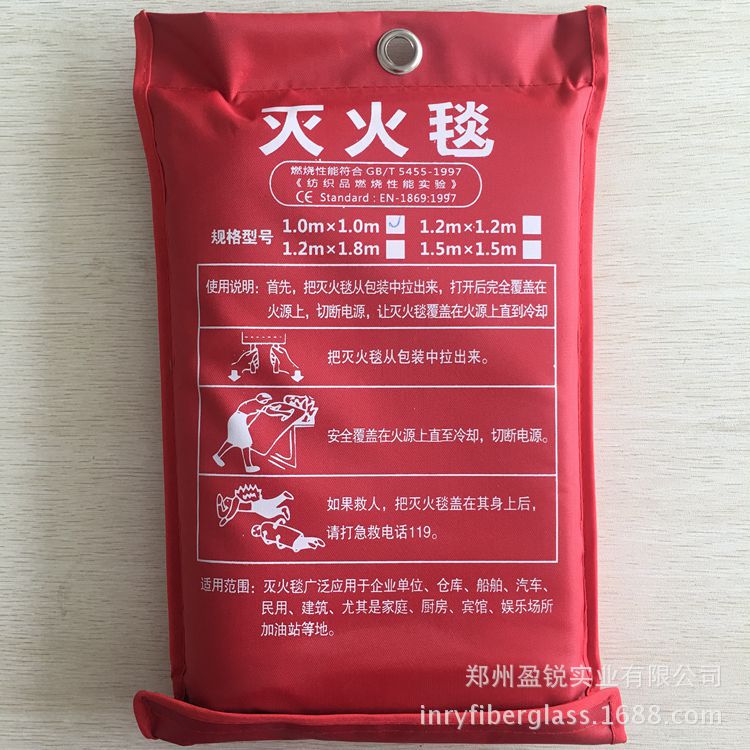 灭火毯
燃烧性能符合 GB/T 5455-1997
《纺织品燃烧性能实验》
CE Standard : EN-1869:1997
规格型号 1.0m×1.0m 1.2m×1.2m
1.2m×1.8m 1.5m×1.5m
使用说明：首先，把灭火毯从包装中拉出来，打开后完全覆盖在
火源上，切断电源，让灭火毯覆盖在火源上直到冷却
把灭火毯从包装中拉出来。
安全覆盖在火源上直至冷却，切断电源。
如果救人，把灭火毯盖在其身上后，
请打急救电话119。
适用范围：灭火毯广泛应用于企业单位、仓库、船舶、汽车、
民用、建筑、尤其是家庭、厨房、宾馆、娱乐场所
加油站等地。
郑州盈锐实业有限公司
inryfiberglass.1688.com